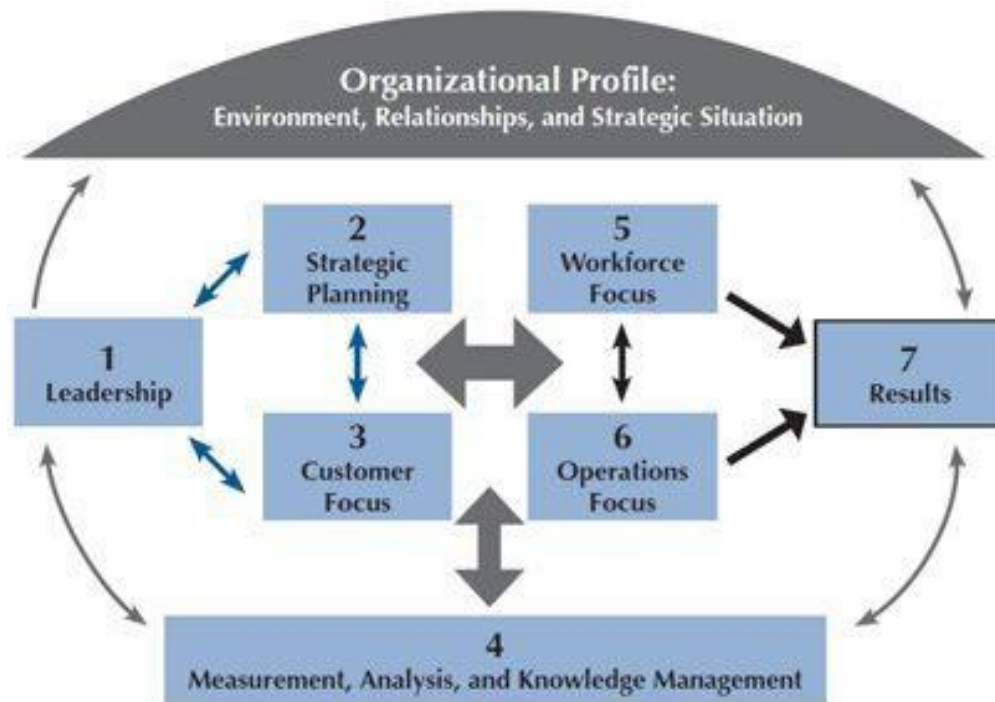 Organizational Profile:
Environment, Relationships, and Strategic Situation
2
Strategic
Planning
5
Workforce
Focus
1
Leadership
7
Results
3
Customer
Focus
6
Operations
Focus
4
Measurement, Analysis, and Knowledge Management